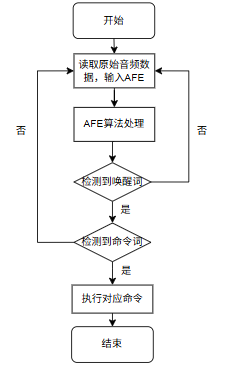 开始
读取原始音频数
据，输入AFE
AFE算法处理
否
否
检测到唤醒词
是
检测到命令词
是
执行对应命令
结束